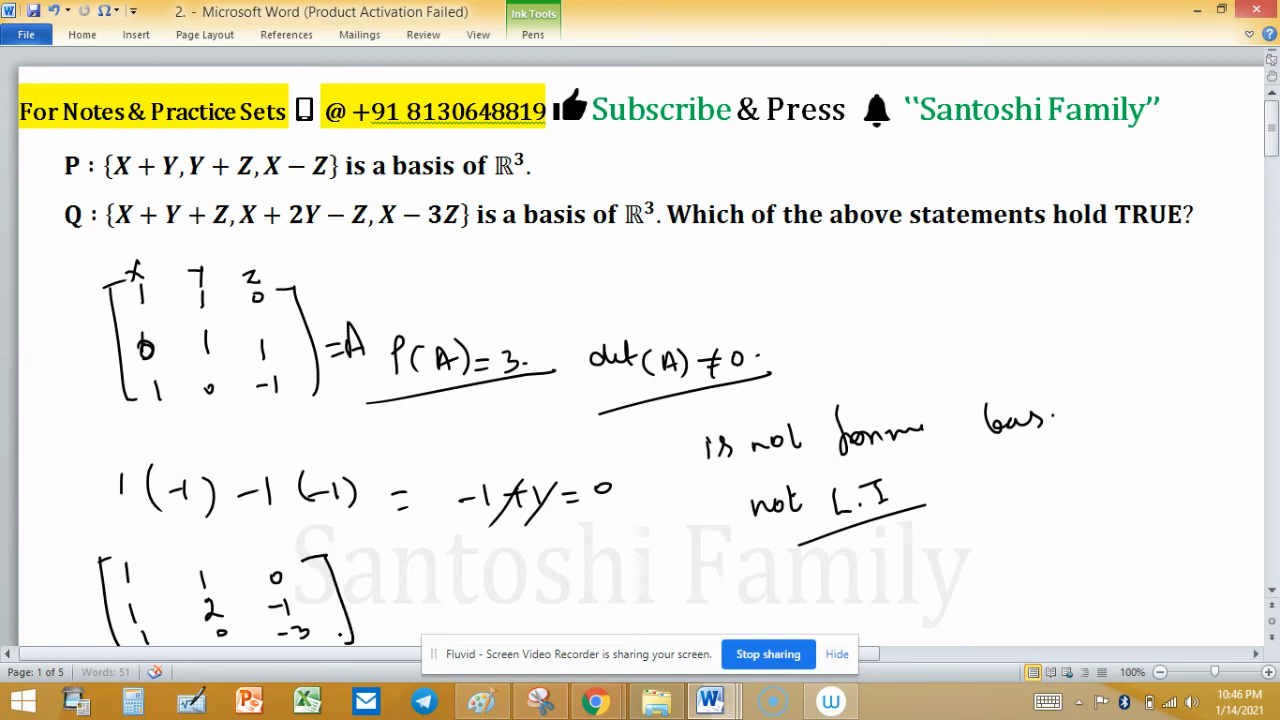 2. - Microsoft Word (Product Activation Failed)
Ink Tools
File Home Insert Page Layout References Mailings Review View Pens
For Notes & Practice Sets @ +91 8130648819 Subscribe & Press "Santoshi Family"
P : {X + Y, Y + Z, X − Z} is a basis of ℝ³.
Q : {X + Y + Z, X + 2Y − Z, X − 3Z} is a basis of ℝ³. Which of the above statements hold TRUE?
x y z
1 1 0
0 1 1 = A ρ(A) = 3. det(A) ≠ 0.
1 0 -1
is not forme bas.
1 (-1) -1 (-1) = -1 + 1 = 0
not L.I
Santoshi Family
1 1 0
1 2 -1
1 0 -3
Fluvid - Screen Video Recorder is sharing your screen. Stop sharing Hide
Page: 1 of 5 Words: 51 100%
10:46 PM
1/14/2021